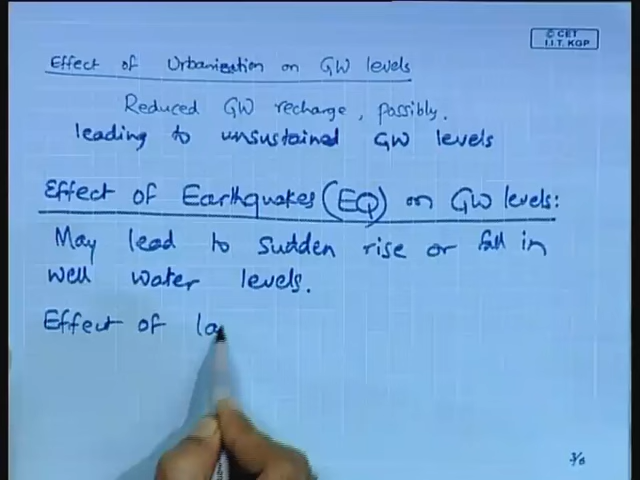 © CET
I.I.T. KGP
Effect of Urbanization on GW levels
Reduced GW recharge, possibly.
leading to unsustained GW levels
Effect of Earthquakes (EQ) on GW levels:
May lead to sudden rise or fall in
well water levels.
Effect of la